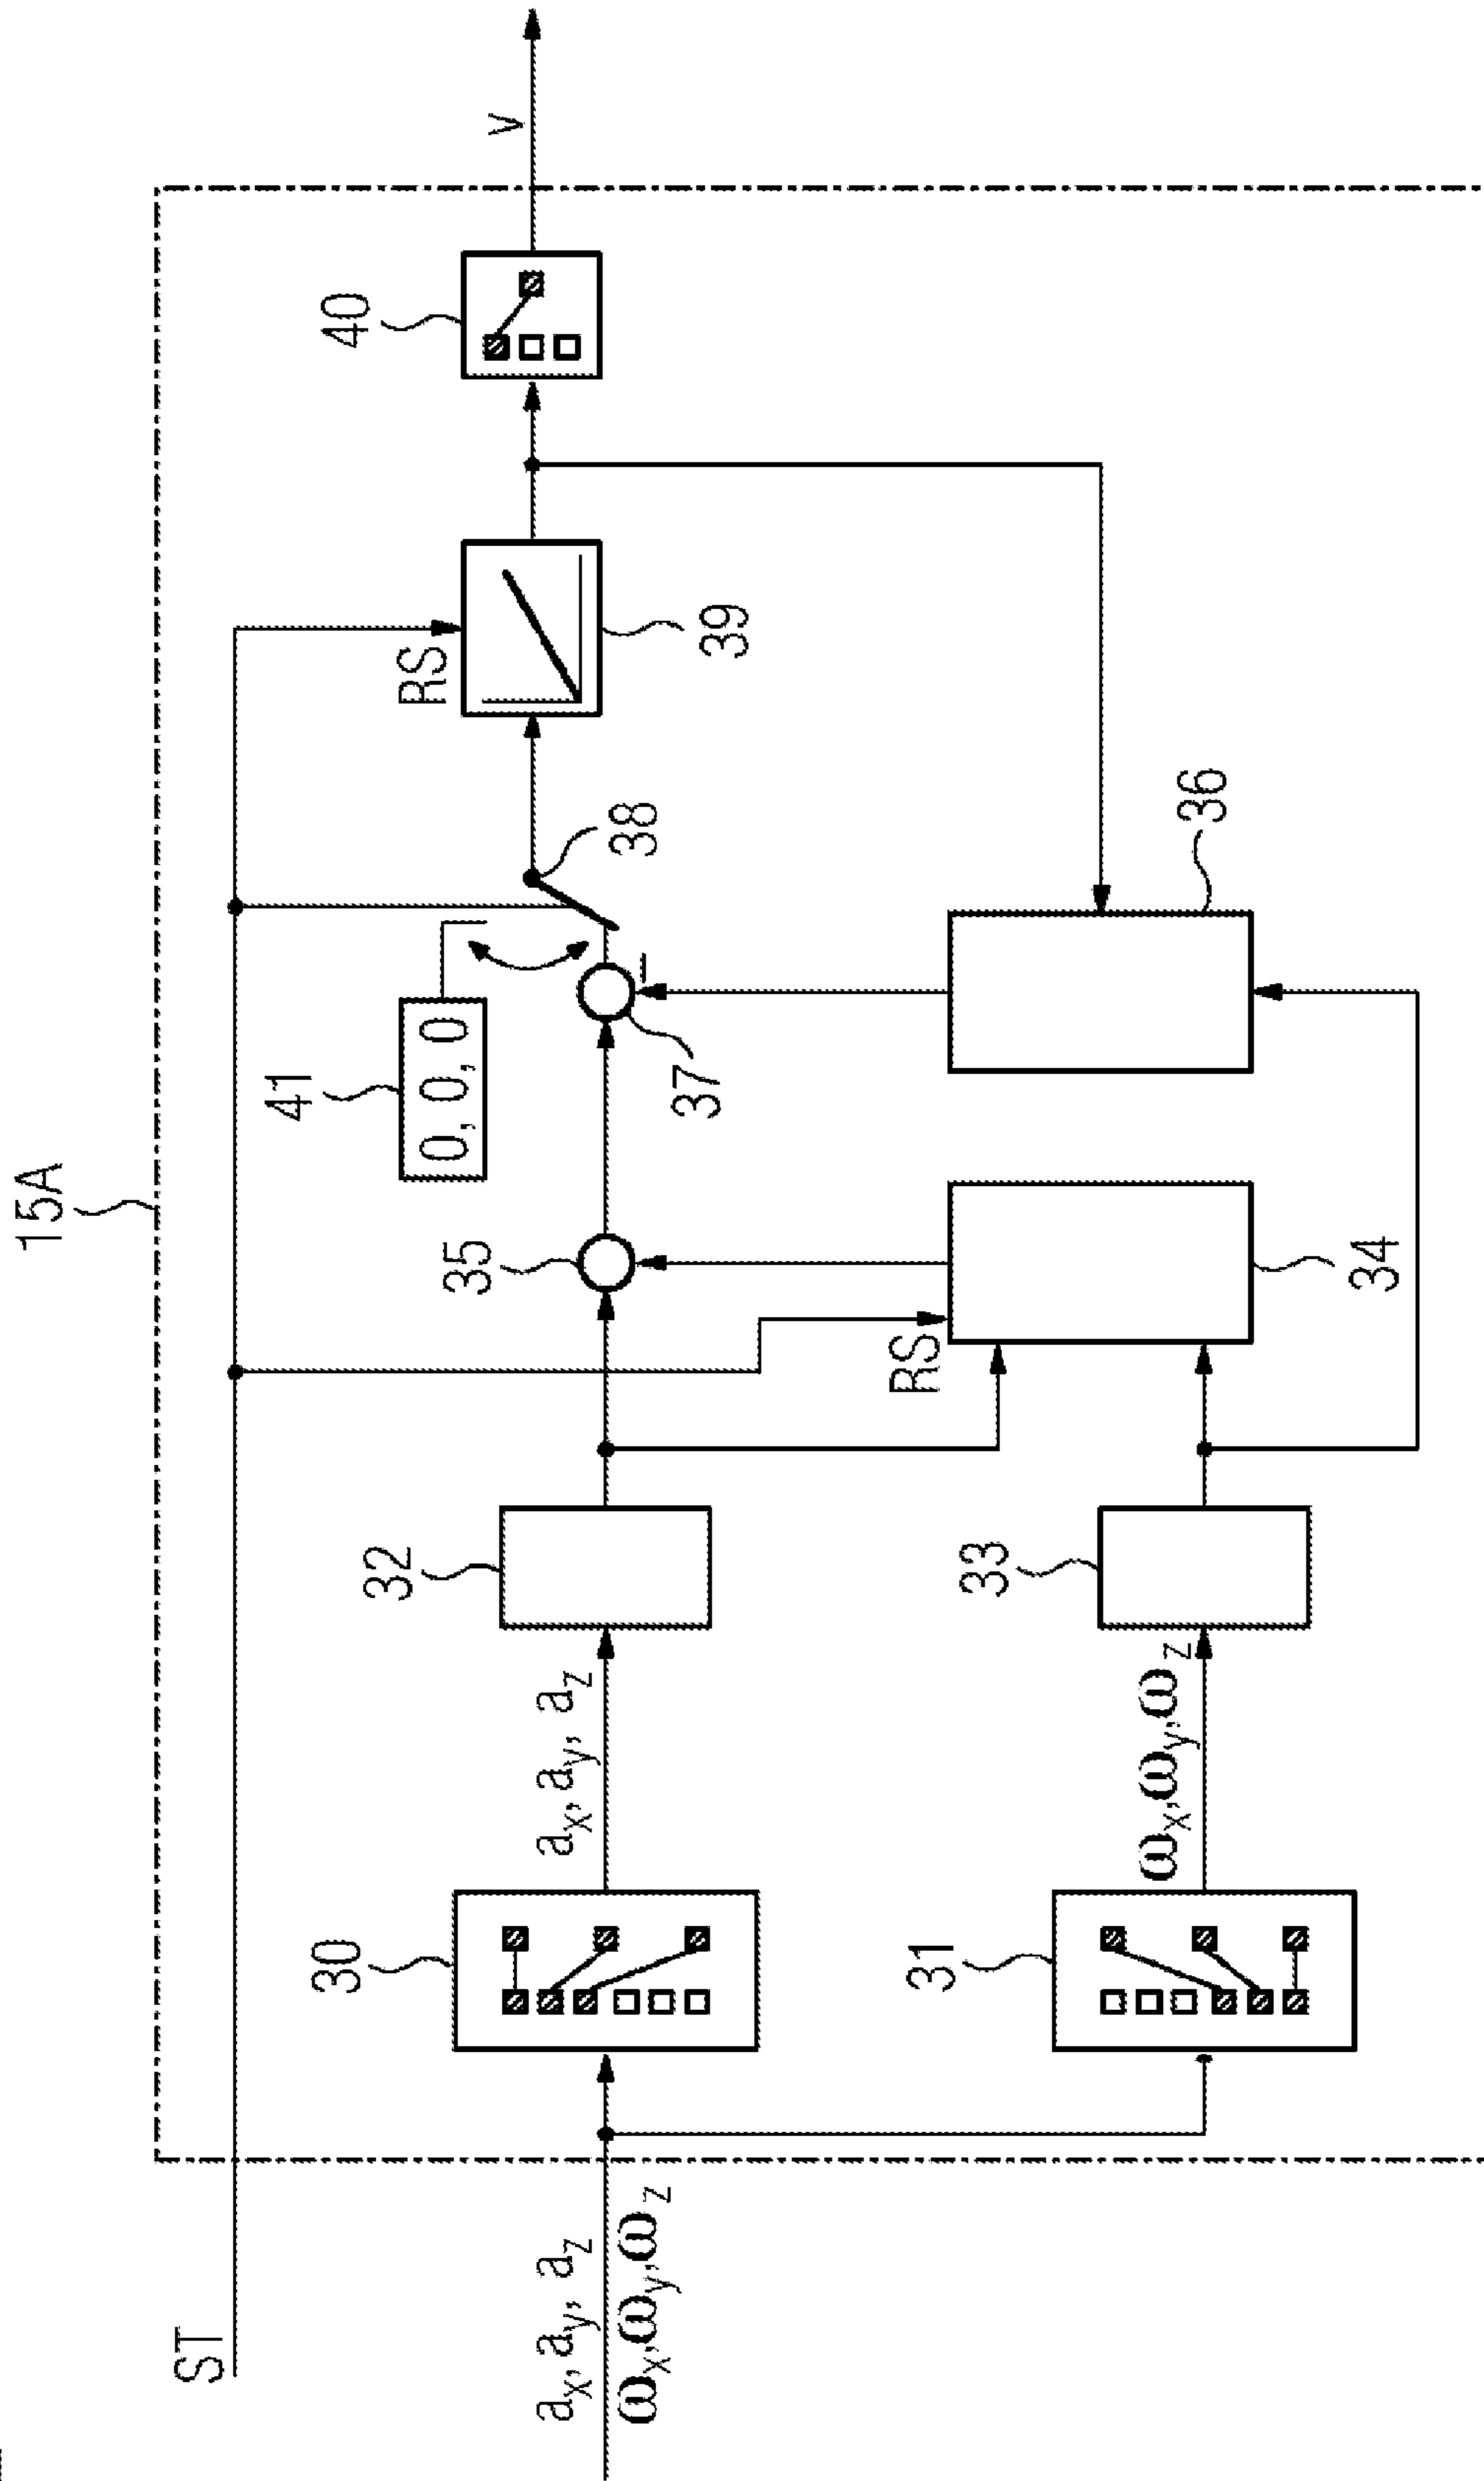 15A
ST
a_x, a_y, a_z
ω_x, ω_y, ω_z
30
a_x, a_y, a_z
31
ω_x, ω_y, ω_z
32
33
RS
34
35
41
0, 0, 0
37
36
38
RS
39
40
v